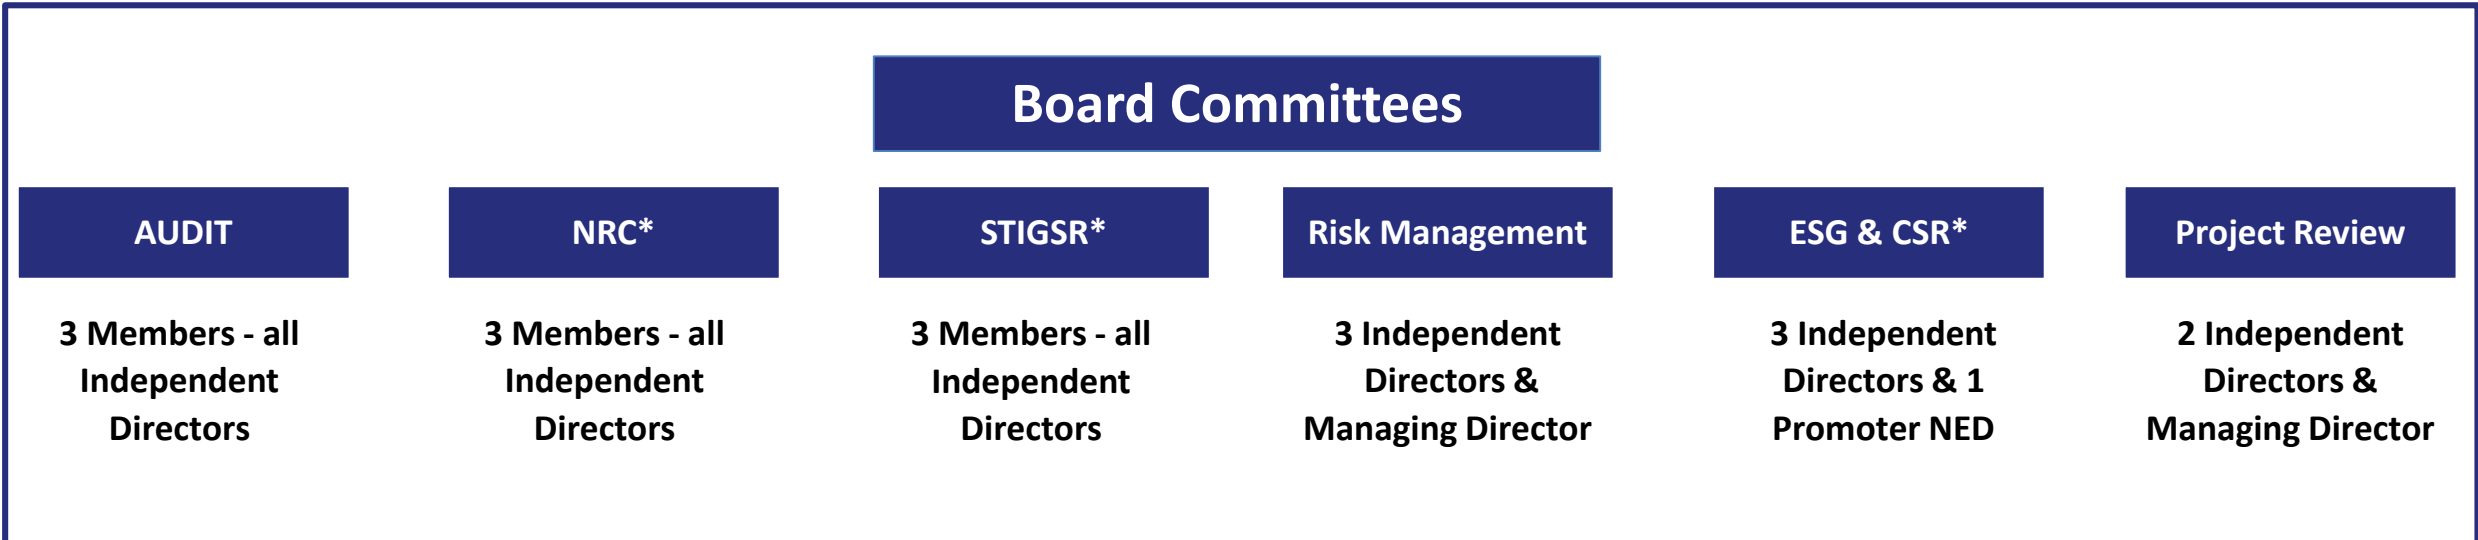 Board Committees
AUDIT
NRC*
STIGSR*
Risk Management
ESG & CSR*
Project Review
3 Members - all
Independent
Directors
3 Members - all
Independent
Directors
3 Members - all
Independent
Directors
3 Independent
Directors &
Managing Director
3 Independent
Directors & 1
Promoter NED
2 Independent
Directors &
Managing Director